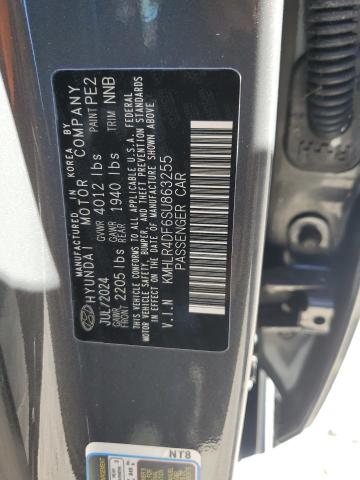 MANUFACTURED IN KOREA BY
HYUNDAI MOTOR COMPANY
JUL/2024 GVWR 4012 lbs PAINT PE2
GAWR FRONT 2205 lbs GAWR REAR 1940 lbs TRIM NNB
THIS VEHICLE CONFORMS TO ALL APPLICABLE U.S.A. FEDERAL
MOTOR VEHICLE SAFETY, BUMPER, AND THEFT PREVENTION STANDARDS
IN EFFECT ON THE DATE OF MANUFACTURE SHOWN ABOVE
V.I.N KMHLR4DF6SU863255
PASSENGER CAR
NT8